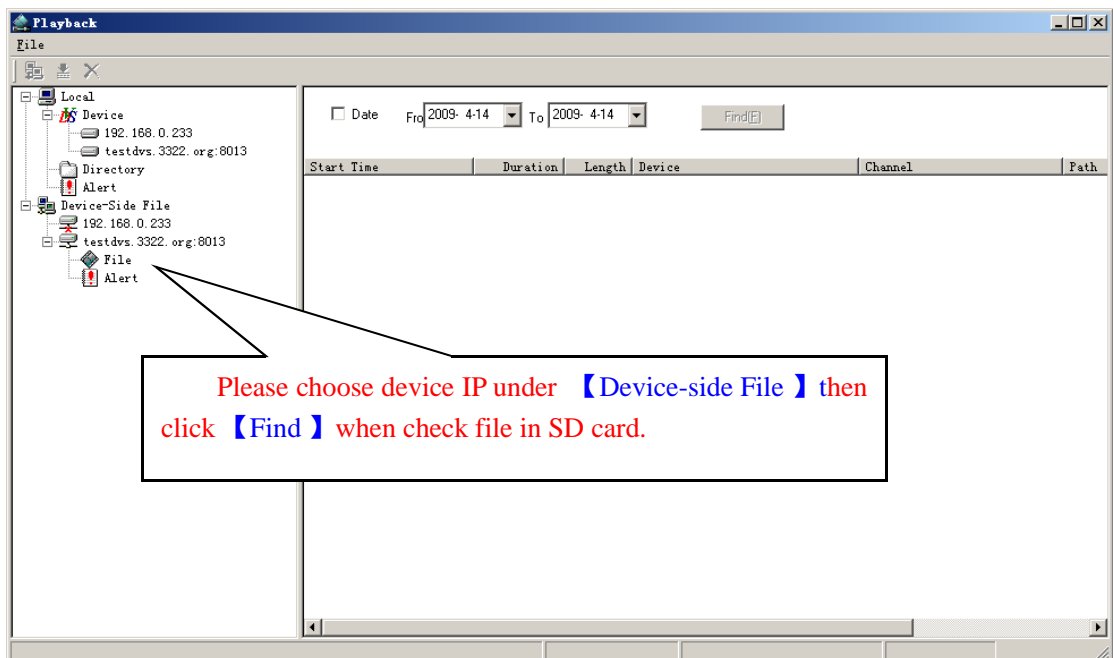 Playback
File
Local
Device
192.168.0.233
testdvs.3322.org:8013
Directory
Alert
Device-Side File
192.168.0.233
testdvs.3322.org:8013
File
Alert
Date Fro 2009- 4-14 To 2009- 4-14 Find(F)
Start Time Duration Length Device Channel Path
Please choose device IP under 【Device-side File 】then
click 【Find 】when check file in SD card.